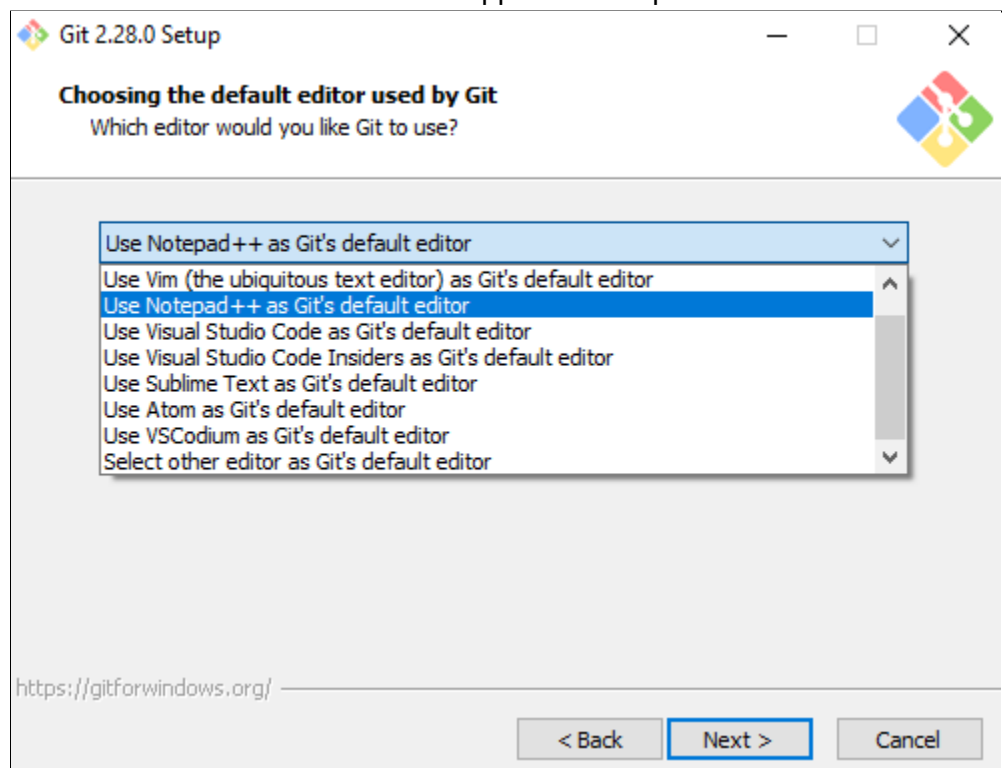 Git 2.28.0 Setup
Choosing the default editor used by Git
Which editor would you like Git to use?
Use Notepad++ as Git's default editor
Use Vim (the ubiquitous text editor) as Git's default editor
Use Notepad++ as Git's default editor
Use Visual Studio Code as Git's default editor
Use Visual Studio Code Insiders as Git's default editor
Use Sublime Text as Git's default editor
Use Atom as Git's default editor
Use VSCodium as Git's default editor
Select other editor as Git's default editor
https://gitforwindows.org/
< Back Next > Cancel